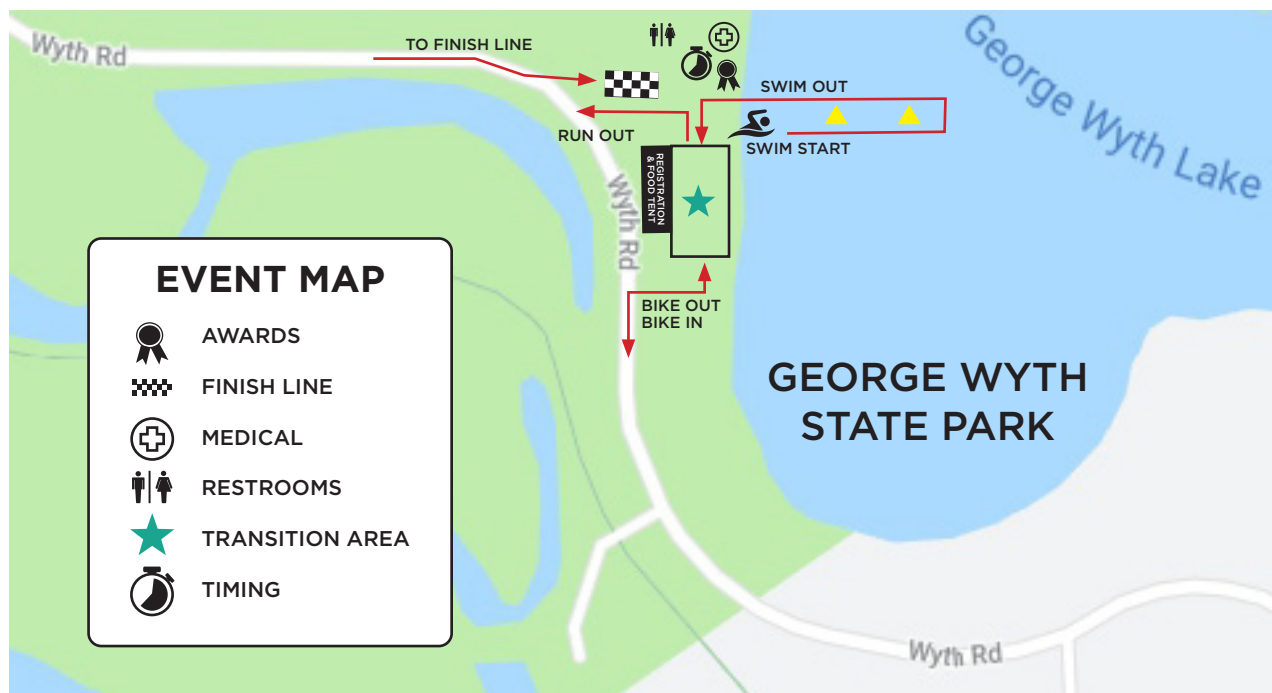 Wyth Rd
TO FINISH LINE
SWIM OUT
SWIM START
RUN OUT
George Wyth Lake
REGISTRATION
& FOOD TENT
Wyth Rd
BIKE OUT
BIKE IN
GEORGE WYTH
STATE PARK
EVENT MAP
AWARDS
FINISH LINE
MEDICAL
RESTROOMS
TRANSITION AREA
TIMING
Wyth Rd